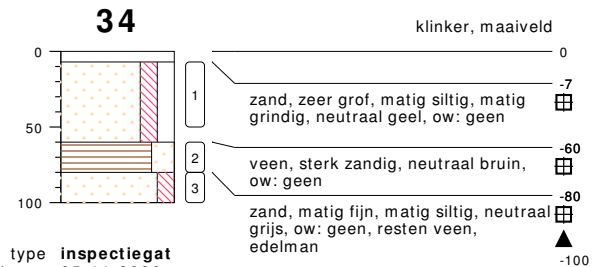 34
klinker, maaiveld
0
0
-7
zand, zeer grof, matig siltig, matig
grindig, neutraal geel, ow: geen
1
50
-60
veen, sterk zandig, neutraal bruin,
ow: geen
2
-80
zand, matig fijn, matig siltig, neutraal
grijs, ow: geen, resten veen,
edelman
3
100
-100
type inspectiegat